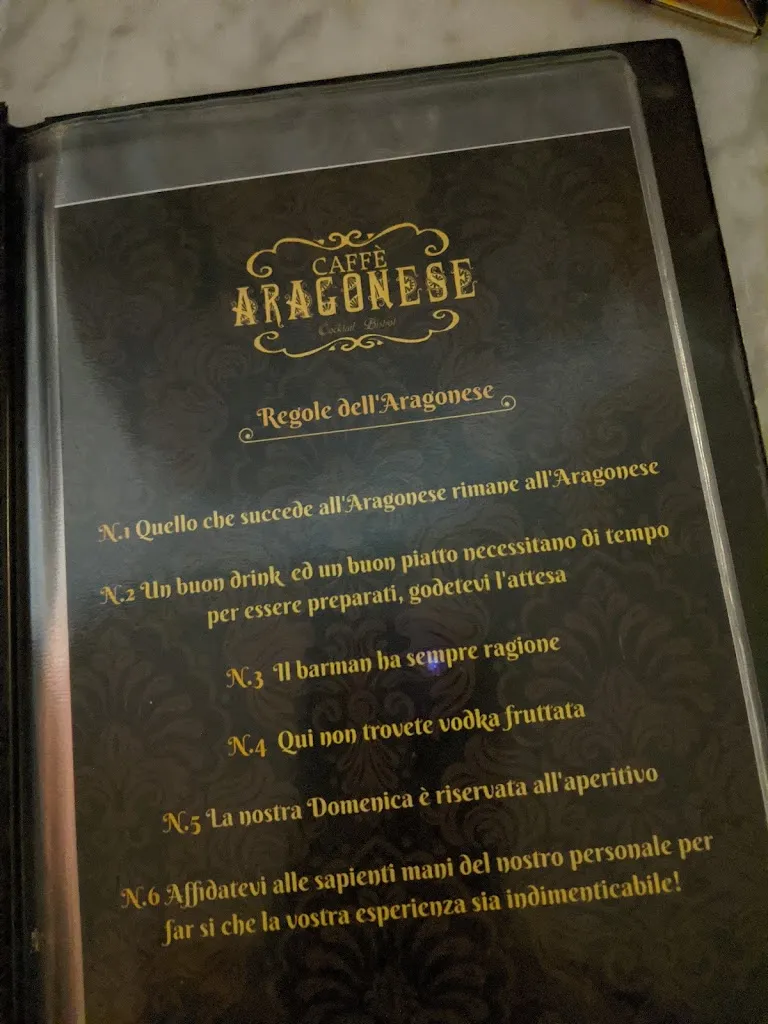 CAFFÈ
ARAGONESE
Cocktail Bistrot
Regole dell'Aragonese
N.1 Quello che succede all'Aragonese rimane all'Aragonese
N.2 Un buon drink ed un buon piatto necessitano di tempo
per essere preparati, godetevi l'attesa
N.3 Il barman ha sempre ragione
N.4 Qui non trovete vodka fruttata
N.5 La nostra Domenica è riservata all'aperitivo
N.6 Affidatevi alle sapienti mani del nostro personale per
far si che la vostra esperienza sia indimenticabile!